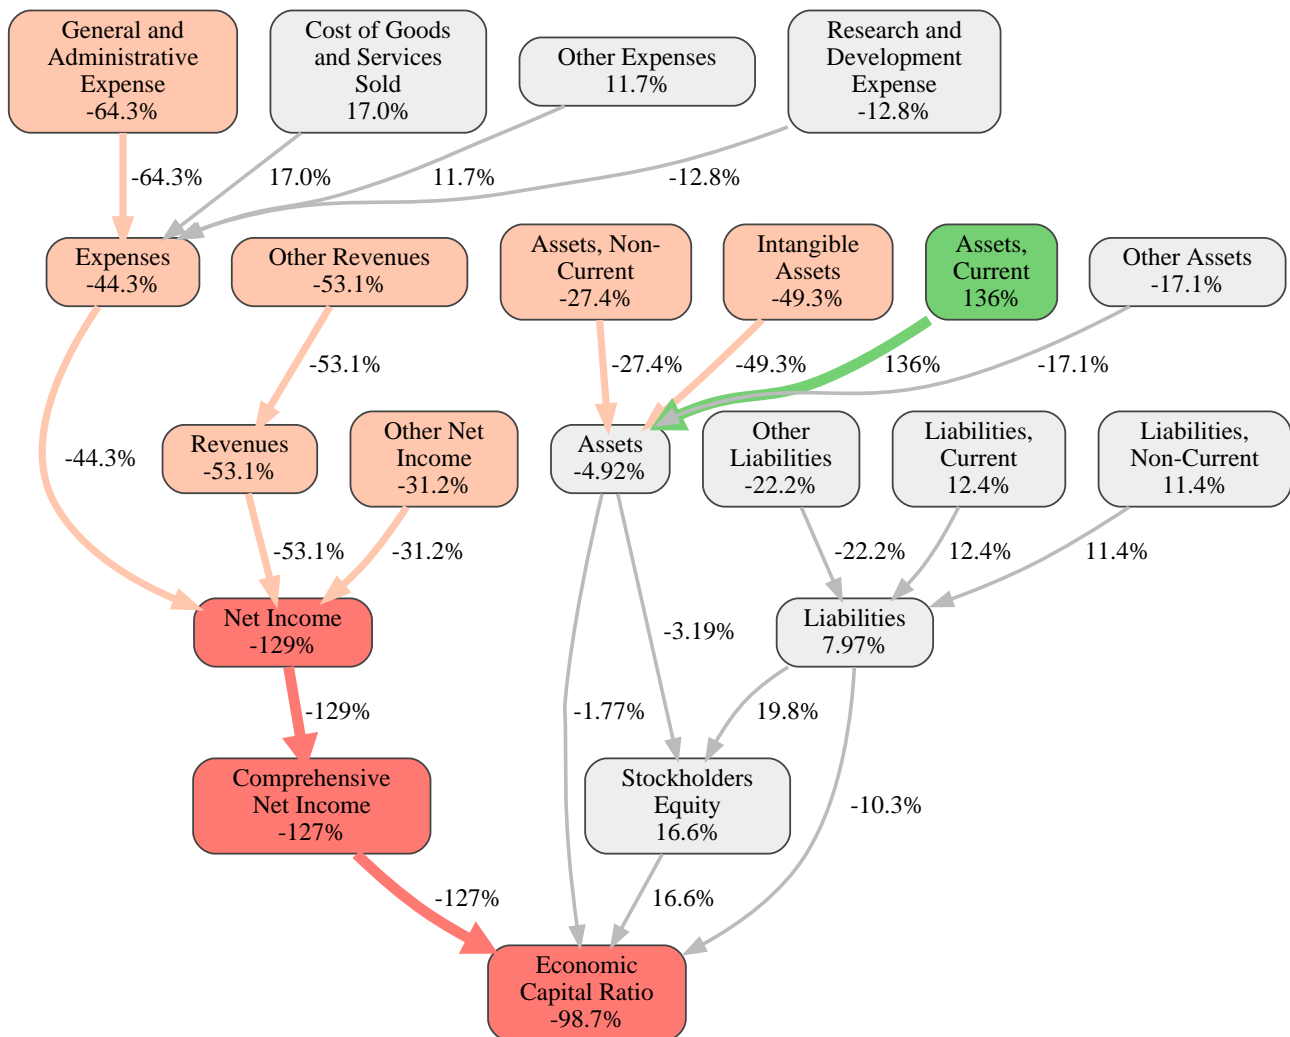 General and
Administrative
Expense
-64.3%
Cost of Goods
and Services
Sold
17.0%
Other Expenses
11.7%
Research and
Development
Expense
-12.8%
-64.3%
17.0%
11.7%
-12.8%
Expenses
-44.3%
Other Revenues
-53.1%
Assets, Non-
Current
-27.4%
Intangible
Assets
-49.3%
Assets,
Current
136%
Other Assets
-17.1%
-53.1%
-27.4%
-49.3%
136%
-17.1%
-44.3%
Revenues
-53.1%
Other Net
Income
-31.2%
Assets
-4.92%
Other
Liabilities
-22.2%
Liabilities,
Current
12.4%
Liabilities,
Non-Current
11.4%
-53.1%
-31.2%
-22.2%
12.4%
11.4%
Net Income
-129%
-3.19%
Liabilities
7.97%
-129%
-1.77%
19.8%
Comprehensive
Net Income
-127%
Stockholders
Equity
16.6%
-10.3%
-127%
16.6%
Economic
Capital Ratio
-98.7%